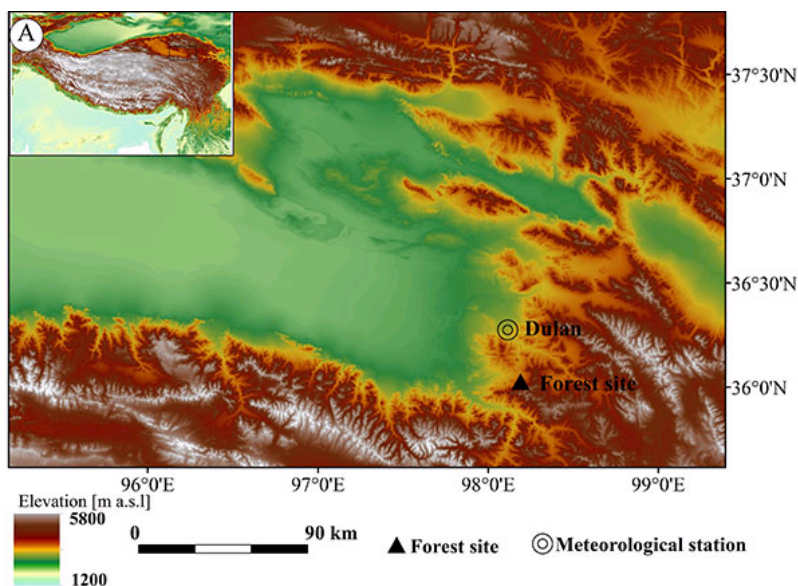 A
37°30'N
37°0'N
36°30'N
Dulan
Forest site
36°0'N
96°0'E 97°0'E 98°0'E 99°0'E
Elevation [m a.s.l]
5800
1200
0 90 km
Forest site
Meteorological station